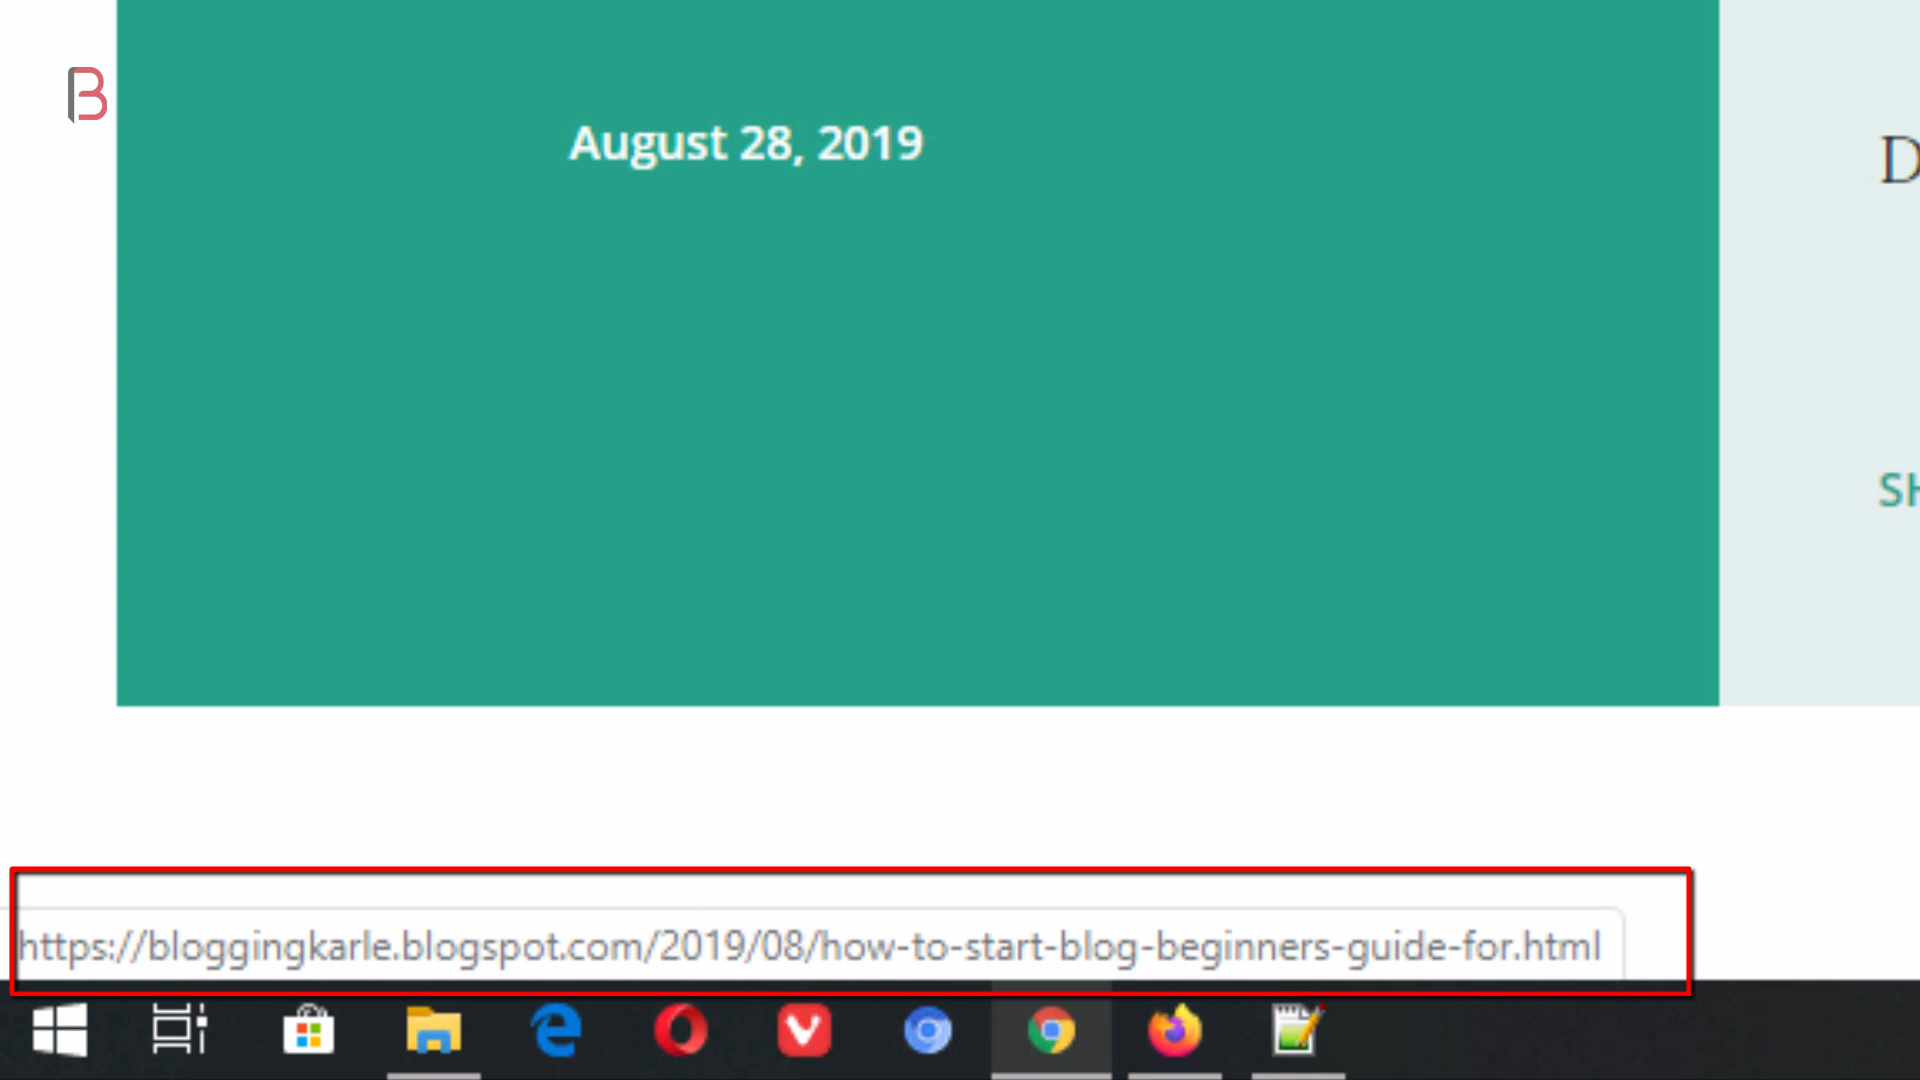 August 28, 2019
D
SH
https://bloggingkarle.blogspot.com/2019/08/how-to-start-blog-beginners-guide-for.html